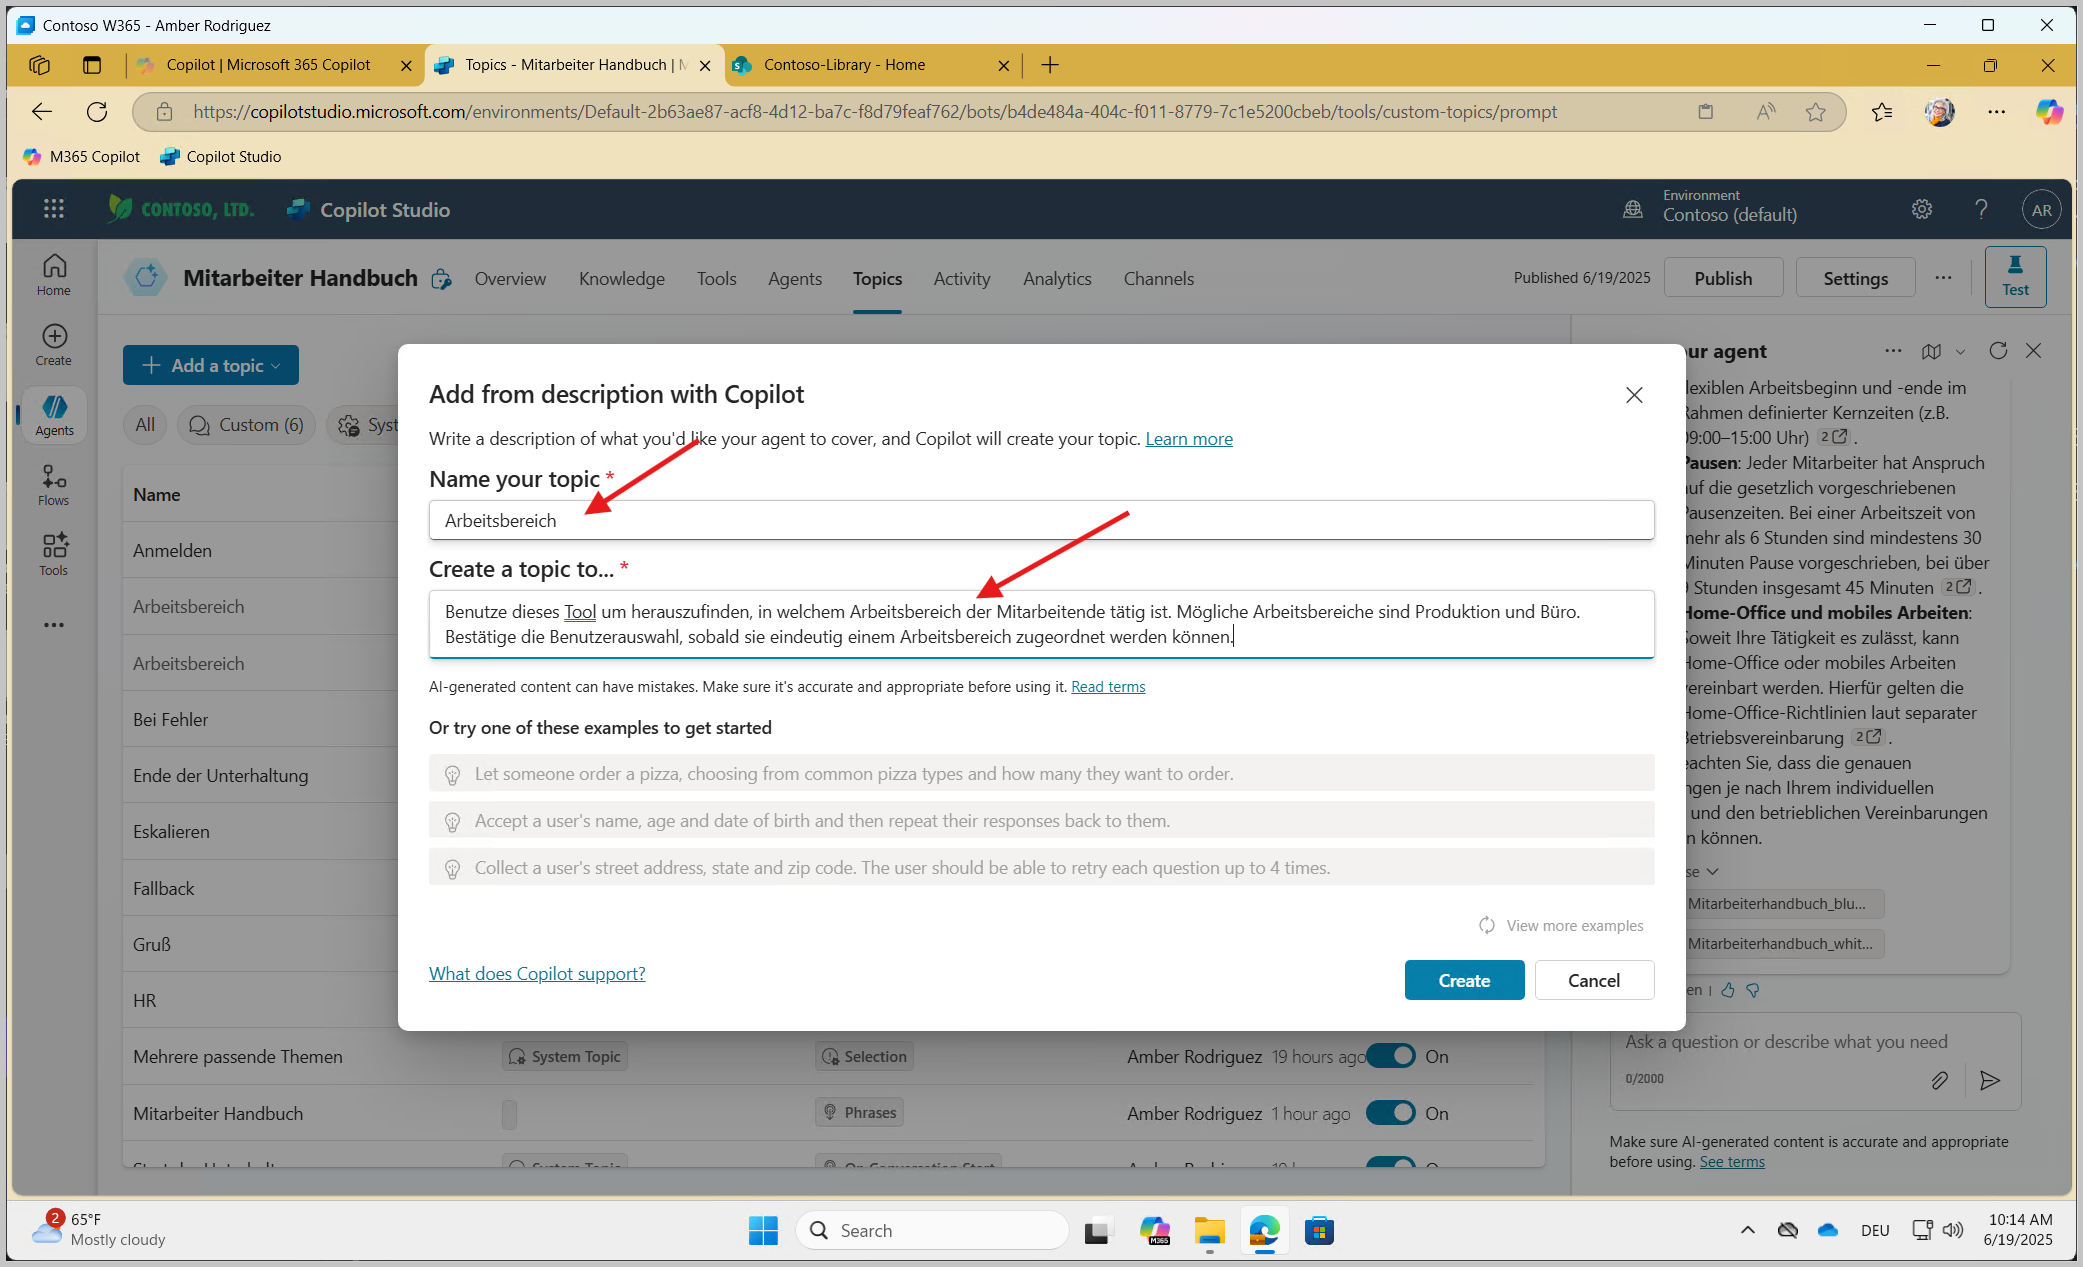 Contoso W365 - Amber Rodriguez
Copilot | Microsoft 365 Copilot
Topics - Mitarbeiter Handbuch |
Contoso-Library - Home
https://copilotstudio.microsoft.com/environments/Default-2b63ae87-acf8-4d12-ba7c-f8d79feaf762/bots/b4de484a-404c-f011-8779-7c1e5200cbeb/tools/custom-topics/prompt
M365 Copilot
Copilot Studio
CONTOSO, LTD.
Copilot Studio
Environment
Contoso (default)
AR
Home
Create
Agents
Flows
Tools
Mitarbeiter Handbuch
Overview
Knowledge
Tools
Agents
Topics
Activity
Analytics
Channels
Published 6/19/2025
Publish
Settings
Test
Add a topic
All
Custom (6)
Syst
Name
Anmelden
Arbeitsbereich
Arbeitsbereich
Bei Fehler
Ende der Unterhaltung
Eskalieren
Fallback
Gruß
HR
Mehrere passende Themen
System Topic
Selection
Amber Rodriguez
19 hours ago
On
Mitarbeiter Handbuch
Phrases
Amber Rodriguez
1 hour ago
On
Add from description with Copilot
Write a description of what you'd like your agent to cover, and Copilot will create your topic. Learn more
Name your topic *
Arbeitsbereich
Create a topic to... *
Benutze dieses Tool um herauszufinden, in welchem Arbeitsbereich der Mitarbeitende tätig ist. Mögliche Arbeitsbereiche sind Produktion und Büro.
Bestätige die Benutzerauswahl, sobald sie eindeutig einem Arbeitsbereich zugeordnet werden können.
AI-generated content can have mistakes. Make sure it's accurate and appropriate before using it. Read terms
Or try one of these examples to get started
Let someone order a pizza, choosing from common pizza types and how many they want to order.
Accept a user's name, age and date of birth and then repeat their responses back to them.
Collect a user's street address, state and zip code. The user should be able to retry each question up to 4 times.
View more examples
What does Copilot support?
Create
Cancel
ur agent
lexiblen Arbeitsbeginn und -ende im
Rahmen definierter Kernzeiten (z.B.
09:00–15:00 Uhr) 2 .
Pausen: Jeder Mitarbeiter hat Anspruch
auf die gesetzlich vorgeschriebenen
Pausenzeiten. Bei einer Arbeitszeit von
mehr als 6 Stunden sind mindestens 30
Minuten Pause vorgeschrieben, bei über
9 Stunden insgesamt 45 Minuten 2 .
Home-Office und mobiles Arbeiten:
Soweit Ihre Tätigkeit es zulässt, kann
Home-Office oder mobiles Arbeiten
vereinbart werden. Hierfür gelten die
Home-Office-Richtlinien laut separater
Betriebsvereinbarung 2 .
eachten Sie, dass die genauen
ngen je nach Ihrem individuellen
und den betrieblichen Vereinbarungen
n können.
se
Mitarbeiterhandbuch_blu...
Mitarbeiterhandbuch_whit...
en
Ask a question or describe what you need
0/2000
Make sure AI-generated content is accurate and appropriate
before using. See terms
2
65°F
Mostly cloudy
Search
M365
DEU
10:14 AM
6/19/2025